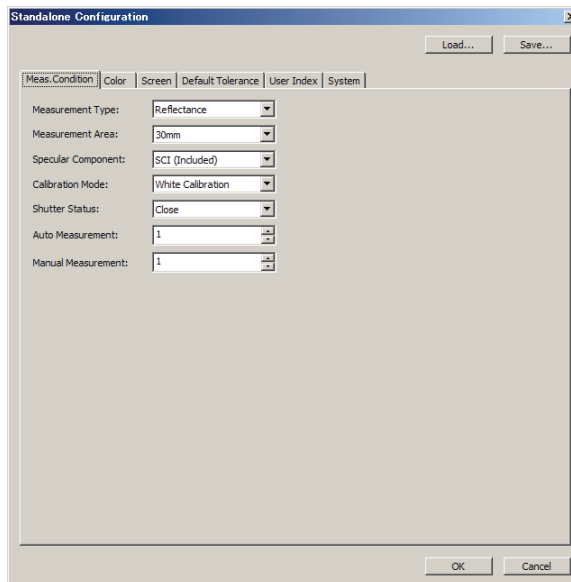 Standalone Configuration
Load... Save...
Meas.Condition Color Screen Default Tolerance User Index System
Measurement Type: Reflectance
Measurement Area: 30mm
Specular Component: SCI (Included)
Calibration Mode: White Calibration
Shutter Status: Close
Auto Measurement: 1
Manual Measurement: 1
OK Cancel